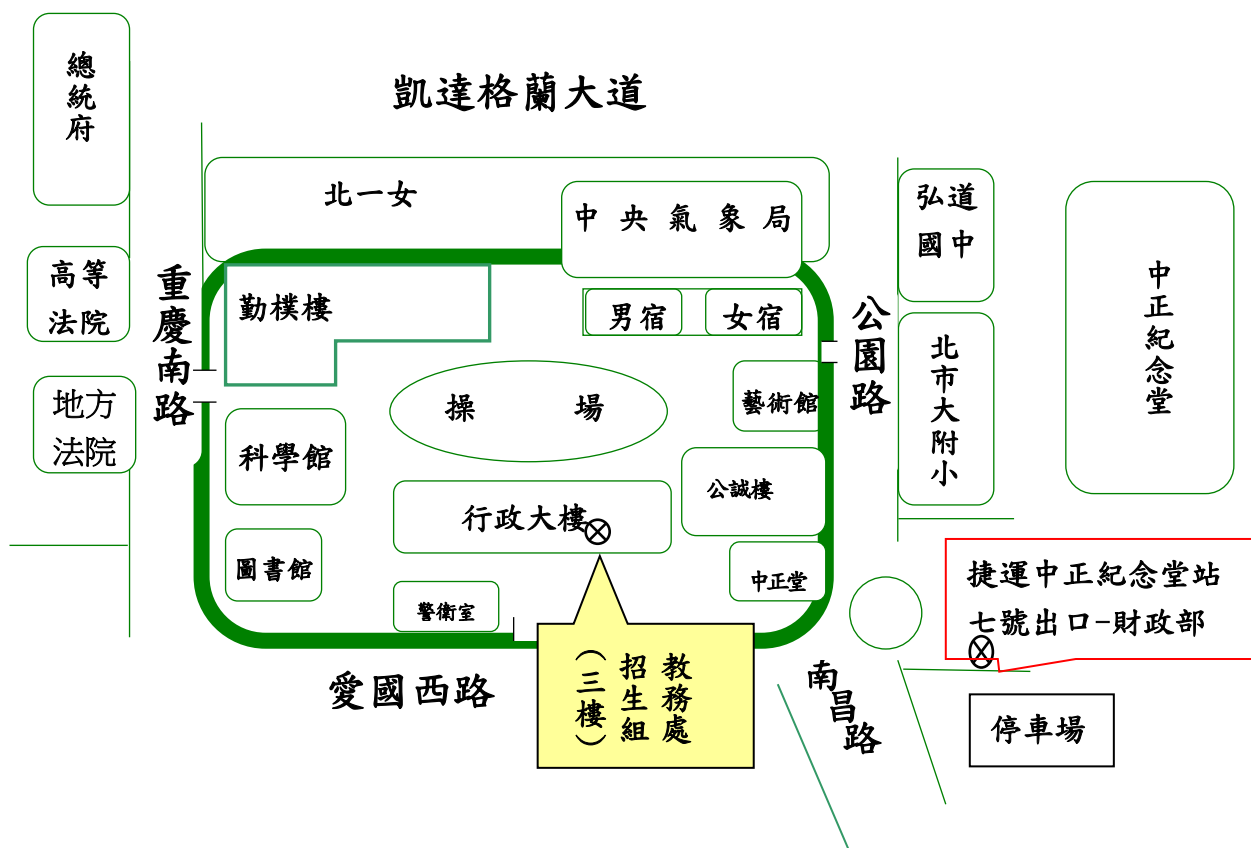 總統府
凱達格蘭大道
北一女
中央氣象局
弘道
國中
高等
法院
重慶南路
勤樸樓
男宿
女宿
公園路
中正紀念堂
北市大附小
地方
法院
操場
藝術館
科學館
公誠樓
行政大樓
圖書館
中正堂
警衛室
捷運中正紀念堂站
七號出口-財政部
教務處
招生組
(三樓)
愛國西路
南昌路
停車場